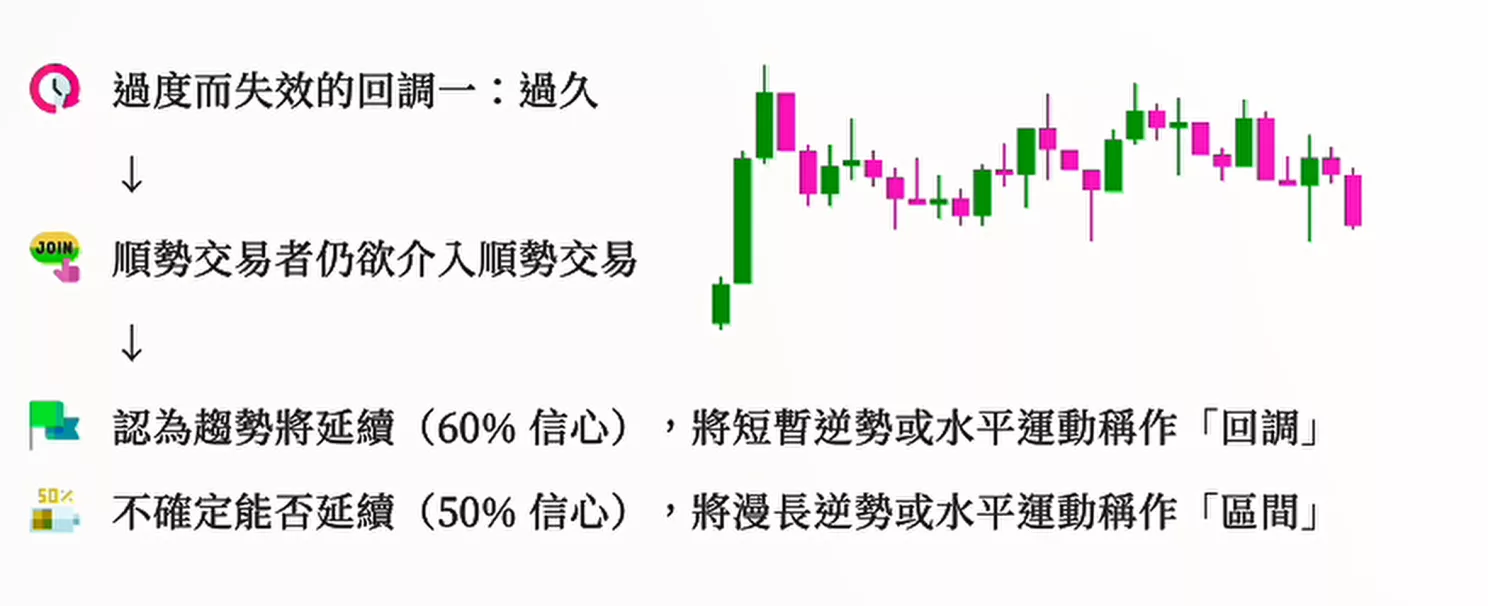 過度而失效的回調一：過久
↓
JOIN
順勢交易者仍欲介入順勢交易
↓
認為趨勢將延續（60% 信心），將短暫逆勢或水平運動稱作「回調」
50%
不確定能否延續（50% 信心），將漫長逆勢或水平運動稱作「區間」